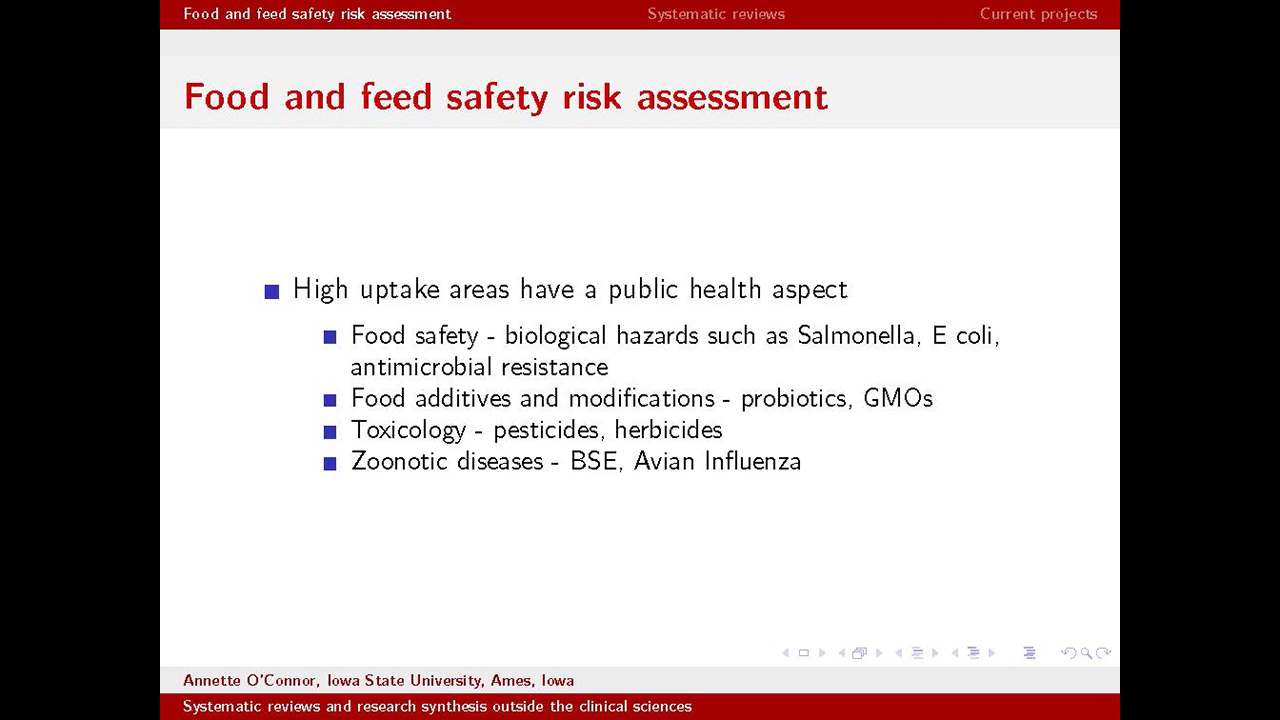 Food and feed safety risk assessment Systematic reviews Current projects
Food and feed safety risk assessment
High uptake areas have a public health aspect
Food safety - biological hazards such as Salmonella, E coli,
antimicrobial resistance
Food additives and modifications - probiotics, GMOs
Toxicology - pesticides, herbicides
Zoonotic diseases - BSE, Avian Influenza
Annette O'Connor, Iowa State University, Ames, Iowa
Systematic reviews and research synthesis outside the clinical sciences